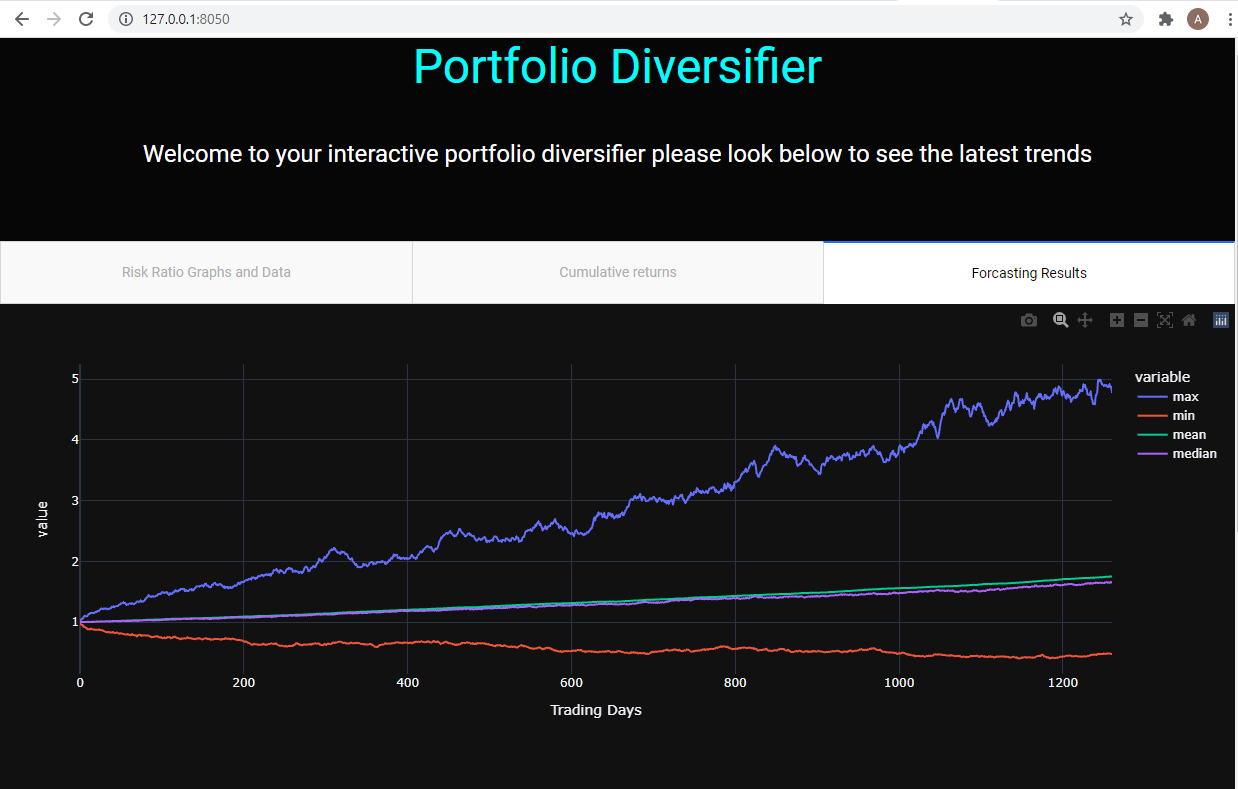 127.0.0.1:8050
A
Portfolio Diversifier
Welcome to your interactive portfolio diversifier please look below to see the latest trends
Risk Ratio Graphs and Data
Cumulative returns
Forcasting Results
variable
max
min
mean
median
value
5
4
3
2
1
0
200
400
600
800
1000
1200
Trading Days